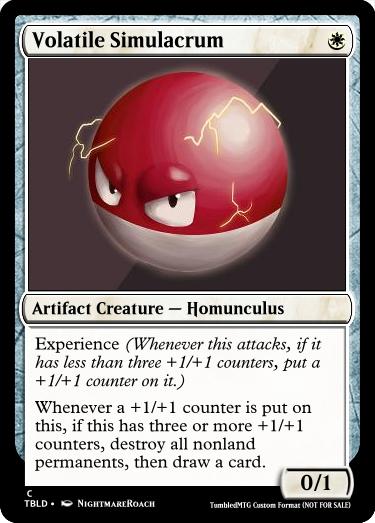 Volatile Simulacrum
Artifact Creature — Homunculus
Experience (Whenever this attacks, if it
has less than three +1/+1 counters, put a
+1/+1 counter on it.)
Whenever a +1/+1 counter is put on
this, if this has three or more +1/+1
counters, destroy all nonland
permanents, then draw a card.
0/1
C
TBLD • NightmareRoach
TumbledMTG Custom Format (NOT FOR SALE)